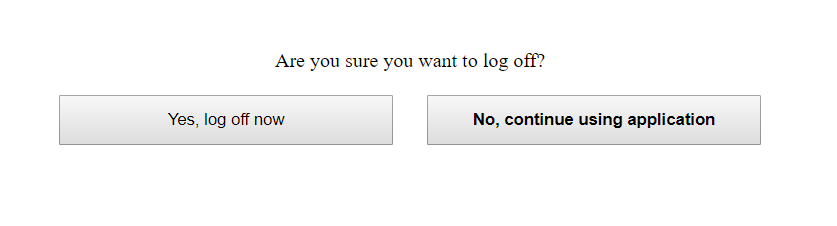 Are you sure you want to log off?
Yes, log off now
No, continue using application